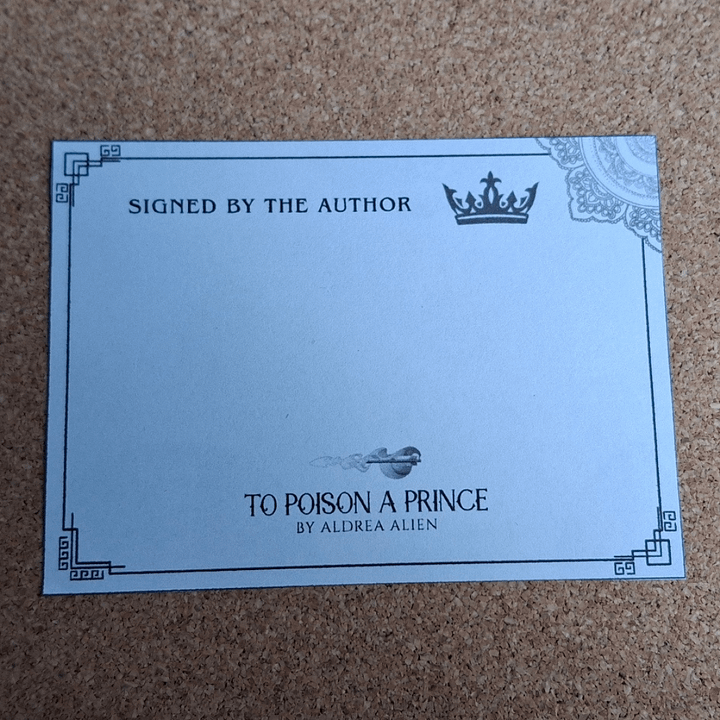 SIGNED BY THE AUTHOR
TO POISON A PRINCE
BY ALDREA ALIEN